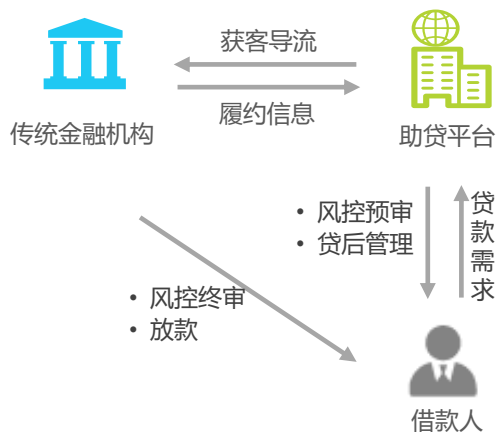 获客导流
履约信息
传统金融机构
助贷平台
• 风控预审
• 贷后管理
贷款需求
• 风控终审
• 放款
借款人